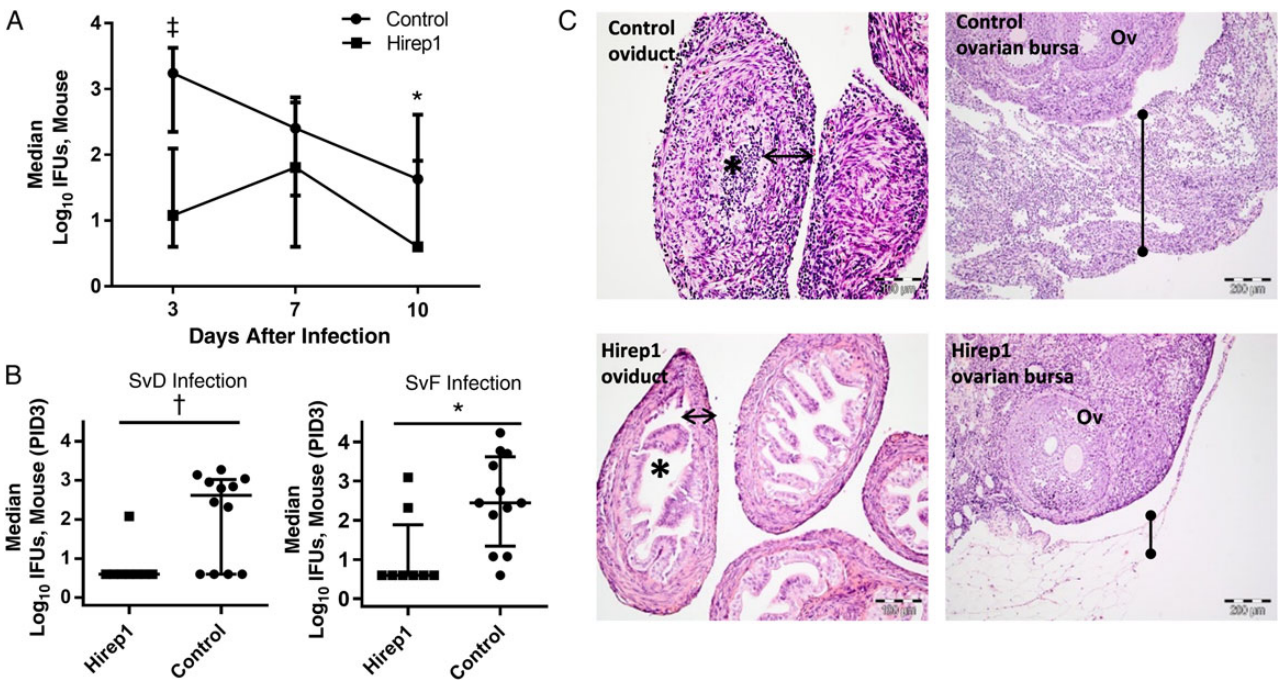 A
Median
Log10 IFUs, Mouse
4
3
2
1
0
‡
*
Control
Hirep1
3 7 10
Days After Infection
B
SvD Infection
†
Median
Log10 IFUs, Mouse (PID3)
4
3
2
1
0
Hirep1 Control
SvF Infection
*
Median
Log10 IFUs, Mouse (PID3)
4
3
2
1
0
Hirep1 Control
C
Control
oviduct
*
100 µm
Control
ovarian bursa
Ov
200 µm
Hirep1
oviduct
*
100 µm
Hirep1
ovarian bursa
Ov
200 µm